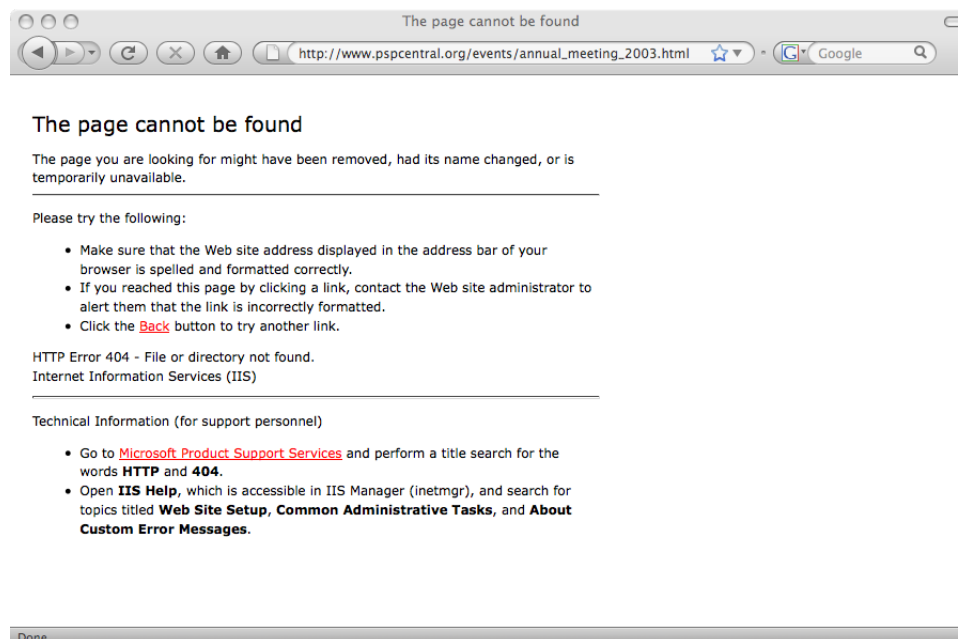 The page cannot be found
http://www.pspcentral.org/events/annual_meeting_2003.html
Google
The page cannot be found
The page you are looking for might have been removed, had its name changed, or is
temporarily unavailable.
Please try the following:
• Make sure that the Web site address displayed in the address bar of your
browser is spelled and formatted correctly.
• If you reached this page by clicking a link, contact the Web site administrator to
alert them that the link is incorrectly formatted.
• Click the Back button to try another link.
HTTP Error 404 - File or directory not found.
Internet Information Services (IIS)
Technical Information (for support personnel)
• Go to Microsoft Product Support Services and perform a title search for the
words HTTP and 404.
• Open IIS Help, which is accessible in IIS Manager (inetmgr), and search for
topics titled Web Site Setup, Common Administrative Tasks, and About
Custom Error Messages.
Done